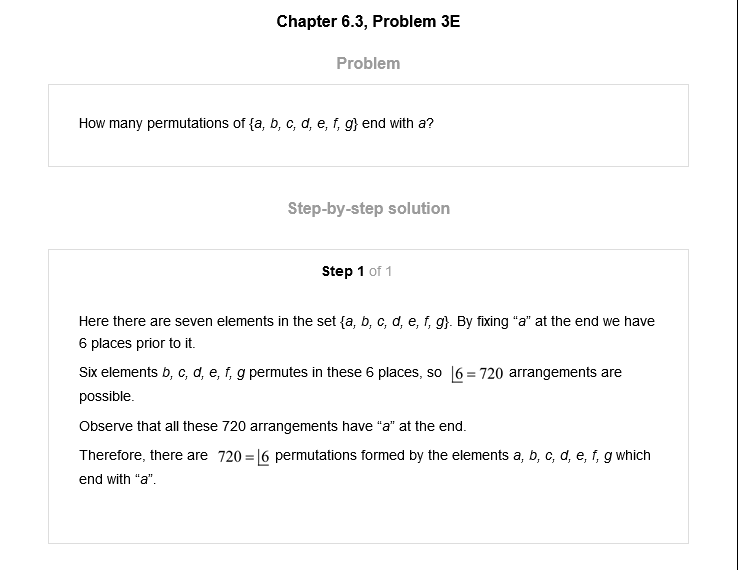 Chapter 6.3, Problem 3E
Problem
How many permutations of {a, b, c, d, e, f, g} end with a?
Step-by-step solution
Step 1 of 1
Here there are seven elements in the set {a, b, c, d, e, f, g}. By fixing “a” at the end we have
6 places prior to it.
Six elements b, c, d, e, f, g permutes in these 6 places, so ⌊6 = 720 arrangements are
possible.
Observe that all these 720 arrangements have “a” at the end.
Therefore, there are 720 = ⌊6 permutations formed by the elements a, b, c, d, e, f, g which
end with “a”.